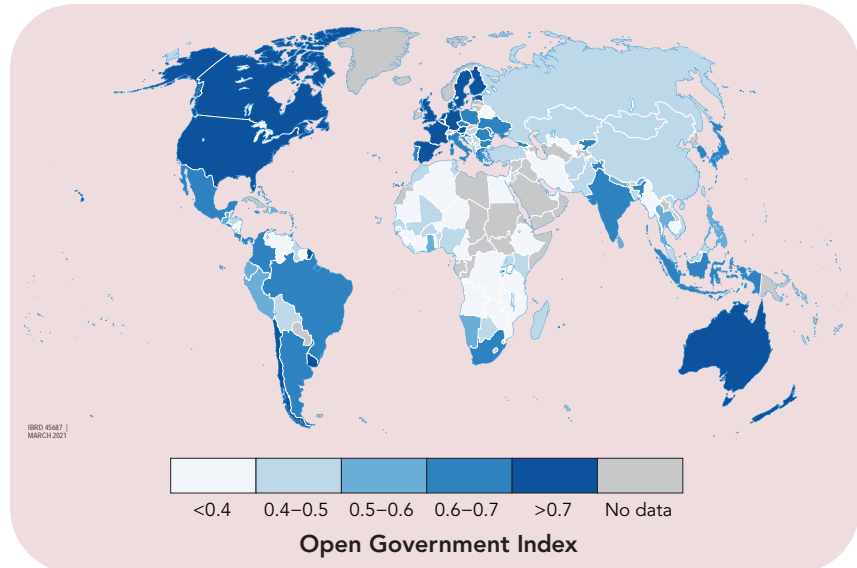 IBRD 45687 |
MARCH 2021
<0.4
0.4–0.5
0.5–0.6
0.6–0.7
>0.7
No data
Open Government Index